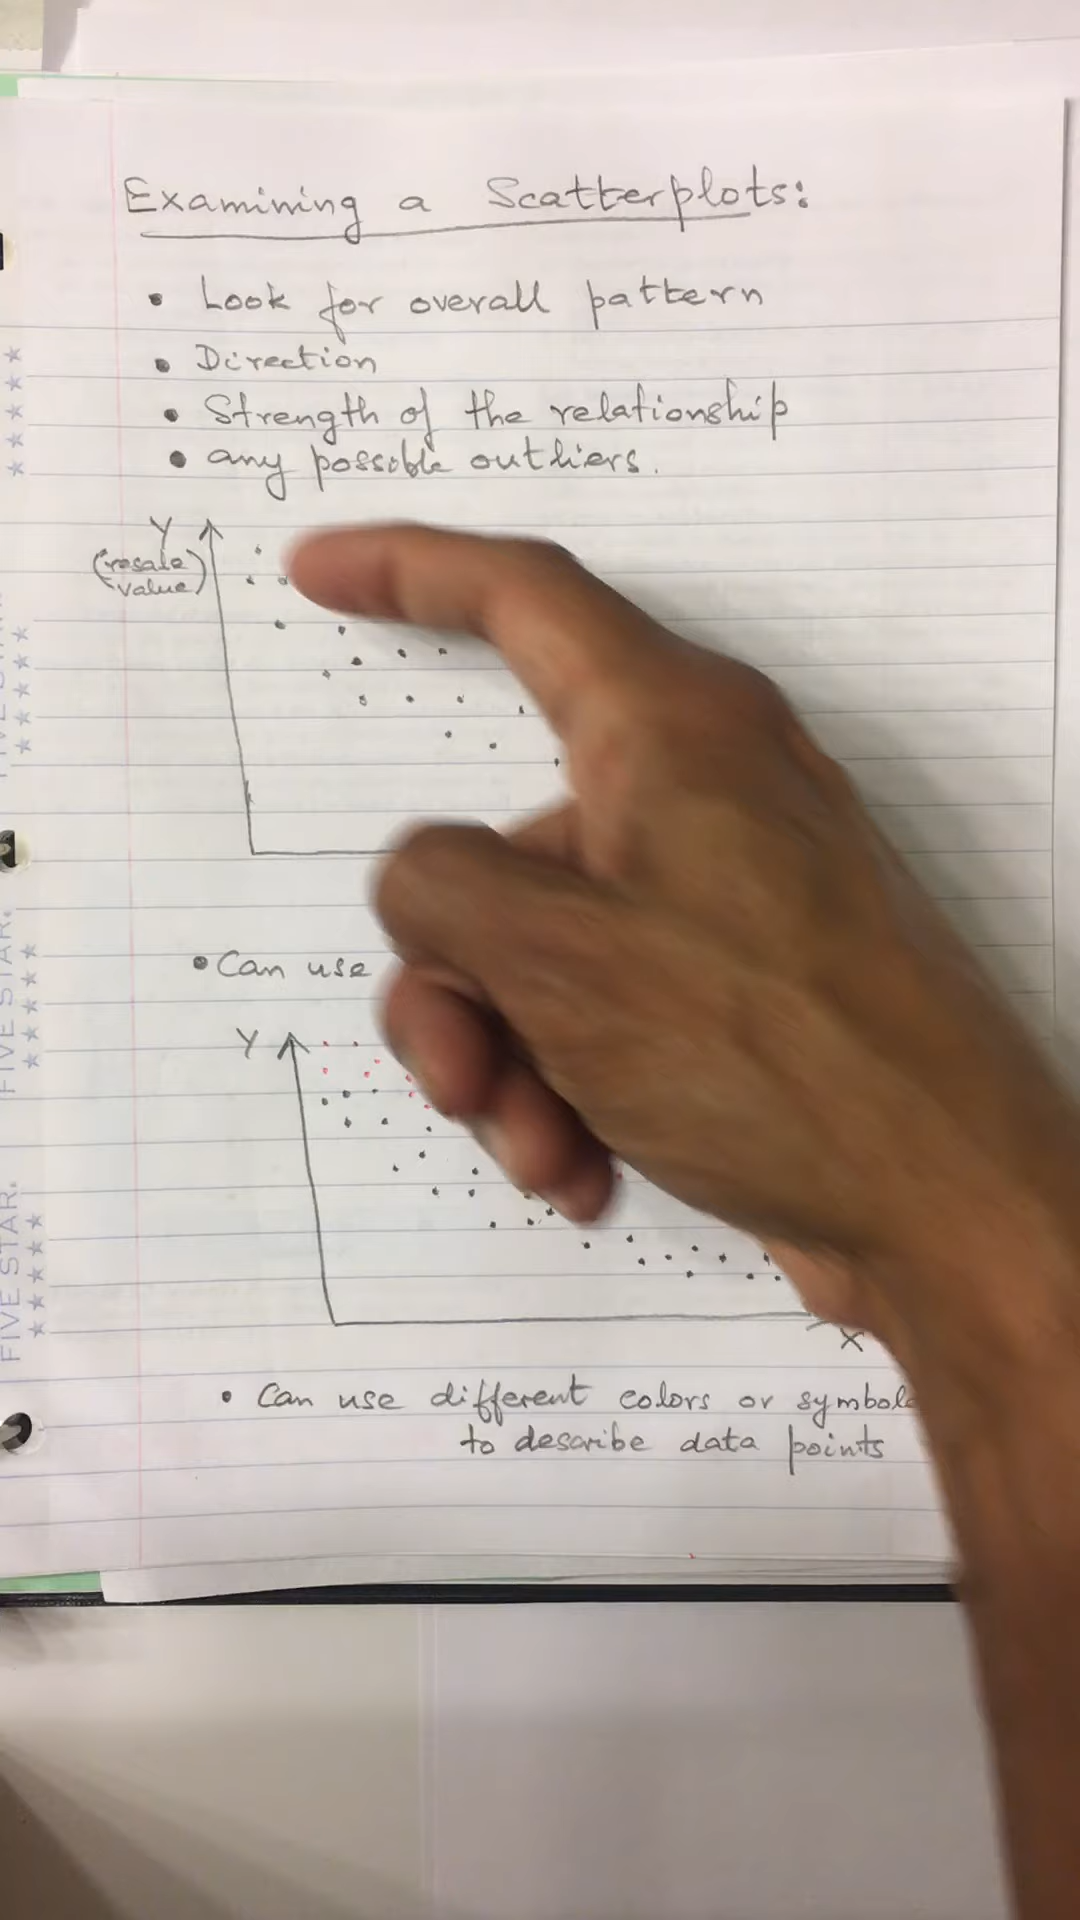 Examining a Scatterplots:
• Look for overall pattern
• Direction
• Strength of the relationship
• any possible outliers.
Y
(resale
value)
• Can use
Y
X
• Can use different colors or symbols
to describe data points
FIVE STAR.
FIVE STAR.